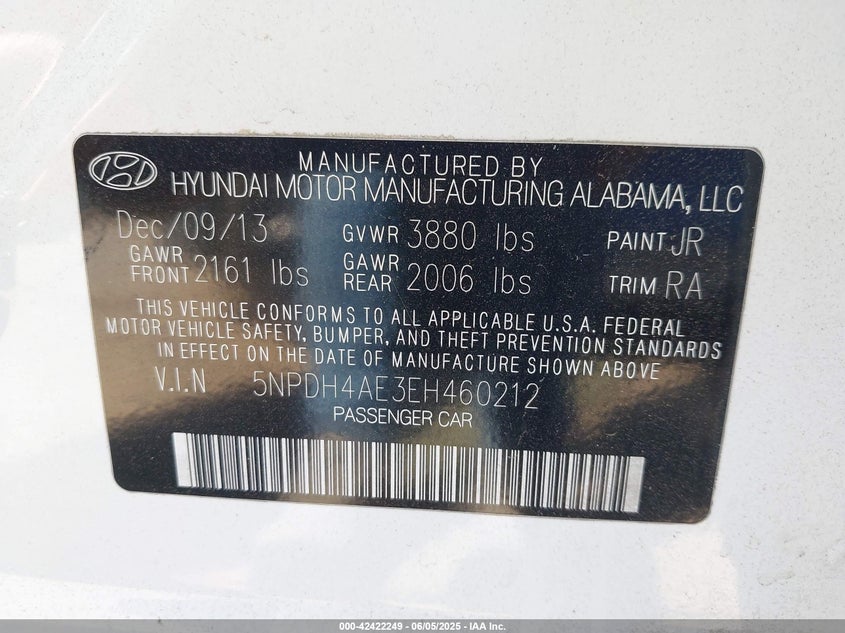 MANUFACTURED BY
HYUNDAI MOTOR MANUFACTURING ALABAMA, LLC
Dec/09/13 GVWR 3880 lbs PAINT JR
GAWR FRONT 2161 lbs GAWR REAR 2006 lbs TRIM RA
THIS VEHICLE CONFORMS TO ALL APPLICABLE U.S.A. FEDERAL
MOTOR VEHICLE SAFETY, BUMPER, AND THEFT PREVENTION STANDARDS
IN EFFECT ON THE DATE OF MANUFACTURE SHOWN ABOVE
V.I.N 5NPDH4AE3EH460212
PASSENGER CAR
000-42422249 - 06/05/2025 - IAA Inc.